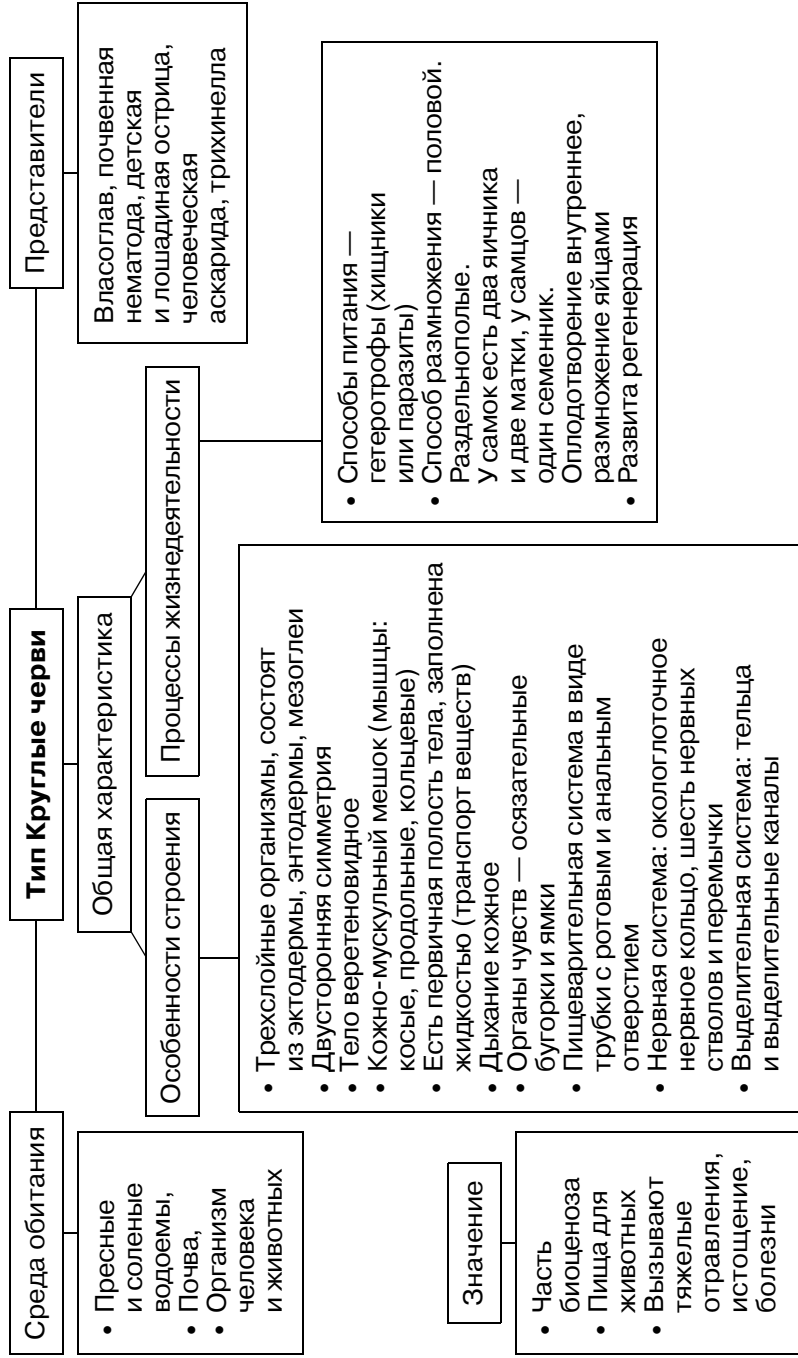 Тип Круглые черви
Среда обитания
• Пресные
и соленые
водоемы,
• Почва,
• Организм
человека
и животных
Общая характеристика
Особенности строения
• Трехслойные организмы, состоят
из эктодермы, энтодермы, мезоглеи
• Двусторонняя симметрия
• Тело веретеновидное
• Кожно-мускульный мешок (мышцы:
косые, продольные, кольцевые)
• Есть первичная полость тела, заполнена
жидкостью (транспорт веществ)
• Дыхание кожное
• Органы чувств — осязательные
бугорки и ямки
• Пищеварительная система в виде
трубки с ротовым и анальным
отверстием
• Нервная система: окологлоточное
нервное кольцо, шесть нервных
стволов и перемычки
• Выделительная система: тельца
и выделительные каналы
Процессы жизнедеятельности
• Способы питания —
гетеротрофы (хищники
или паразиты)
• Способ размножения — половой.
Раздельнополые.
У самок есть два яичника
и две матки, у самцов —
один семенник.
Оплодотворение внутреннее,
размножение яйцами
• Развита регенерация
Представители
Власоглав, почвенная
нематода, детская
и лошадиная острица,
человеческая
аскарида, трихинелла
Значение
• Часть
биоценоза
• Пища для
животных
• Вызывают
тяжелые
отравления,
истощение,
болезни